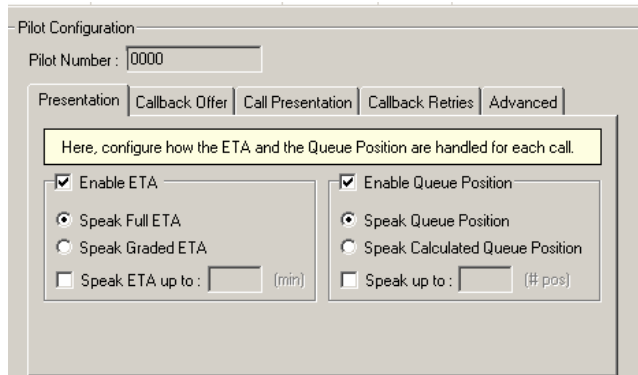 Pilot Configuration
Pilot Number : 0000
Presentation Callback Offer Call Presentation Callback Retries Advanced
Here, configure how the ETA and the Queue Position are handled for each call.
Enable ETA
Speak Full ETA
Speak Graded ETA
Speak ETA up to : (min)
Enable Queue Position
Speak Queue Position
Speak Calculated Queue Position
Speak up to : (# pos)